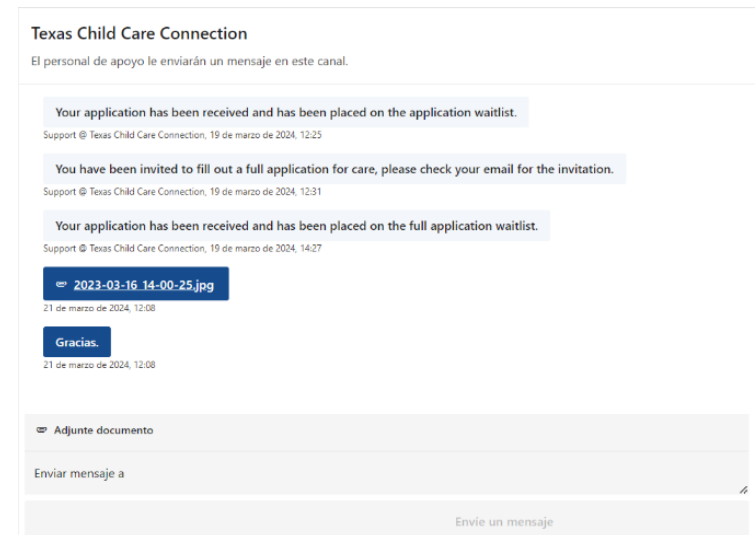 Texas Child Care Connection
El personal de apoyo le enviarán un mensaje en este canal.
Your application has been received and has been placed on the application waitlist.
Support @ Texas Child Care Connection, 19 de marzo de 2024, 12:25
You have been invited to fill out a full application for care, please check your email for the invitation.
Support @ Texas Child Care Connection, 19 de marzo de 2024, 12:31
Your application has been received and has been placed on the full application waitlist.
Support @ Texas Child Care Connection, 19 de marzo de 2024, 14:27
2023-03-16_14-00-25.jpg
21 de marzo de 2024, 12:08
Gracias.
21 de marzo de 2024, 12:08
Adjunte documento
Enviar mensaje a
Envíe un mensaje